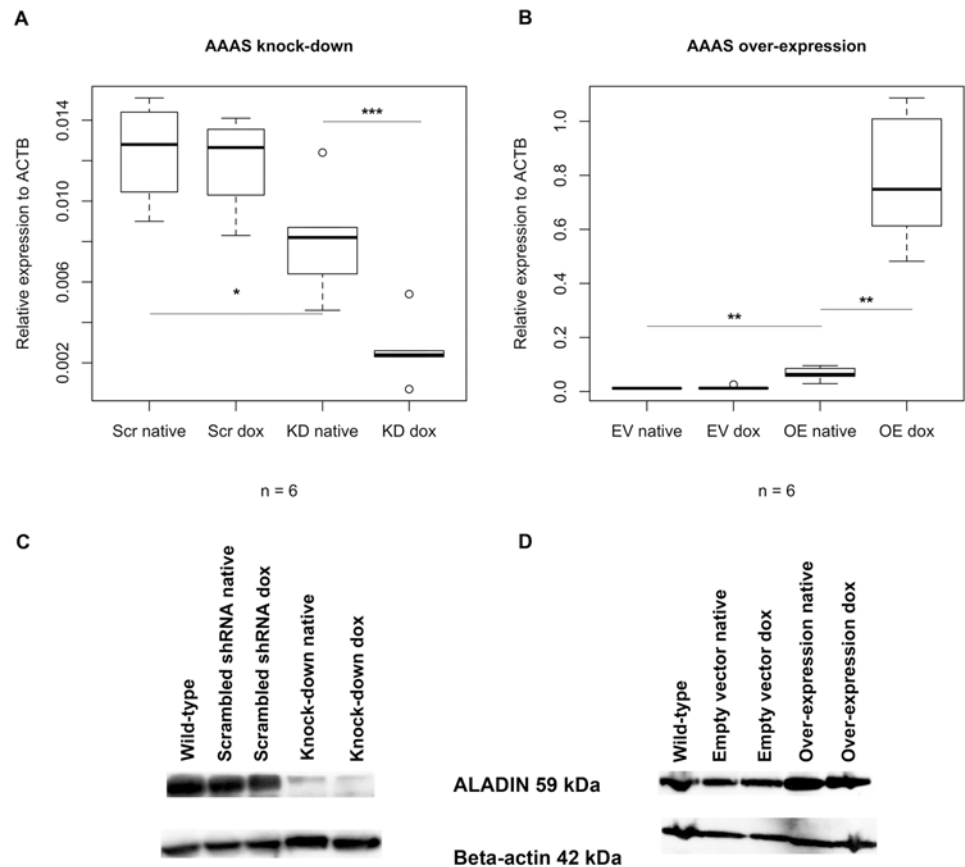 A
AAAS knock-down
Relative expression to ACTB
0.014
0.010
0.006
0.002
***
*
Scr native Scr dox KD native KD dox
n = 6
B
AAAS over-expression
Relative expression to ACTB
1.0
0.8
0.6
0.4
0.2
0.0
**
**
EV native EV dox OE native OE dox
n = 6
C
Wild-type
Scrambled shRNA native
Scrambled shRNA dox
Knock-down native
Knock-down dox
D
Wild-type
Empty vector native
Empty vector dox
Over-expression native
Over-expression dox
ALADIN 59 kDa
Beta-actin 42 kDa